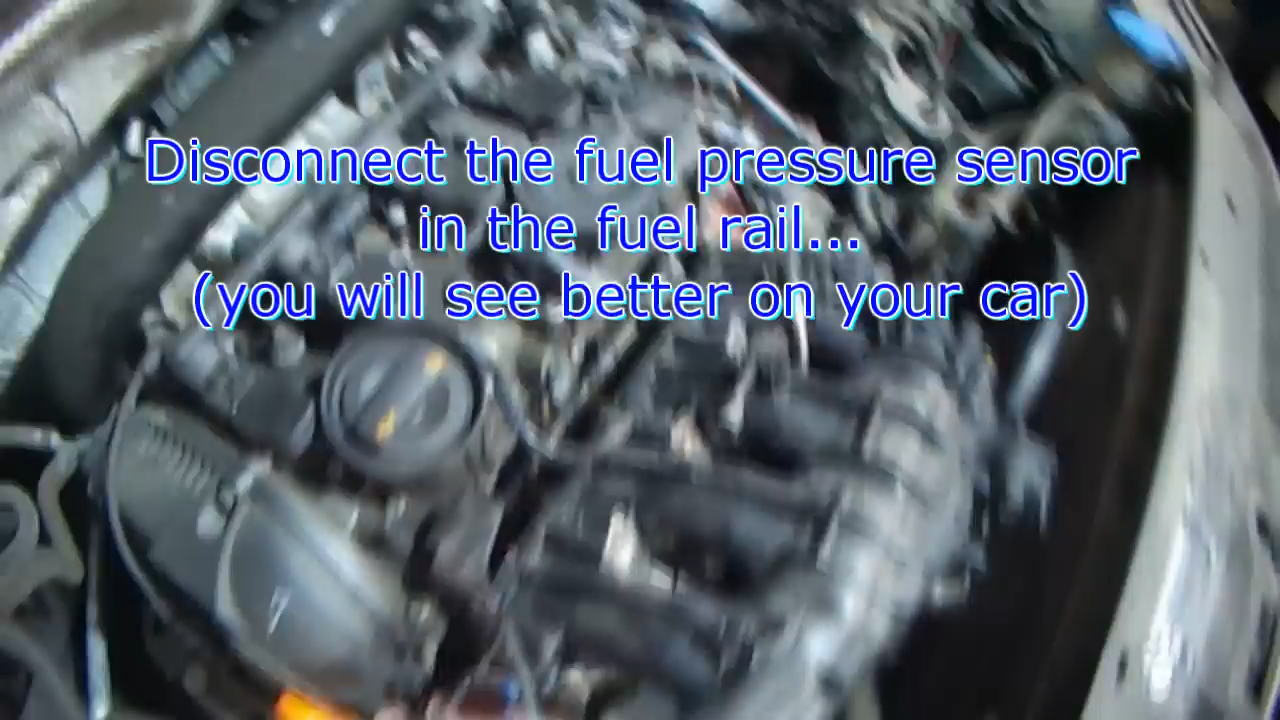 Disconnect the fuel pressure sensor
in the fuel rail...
(you will see better on your car)